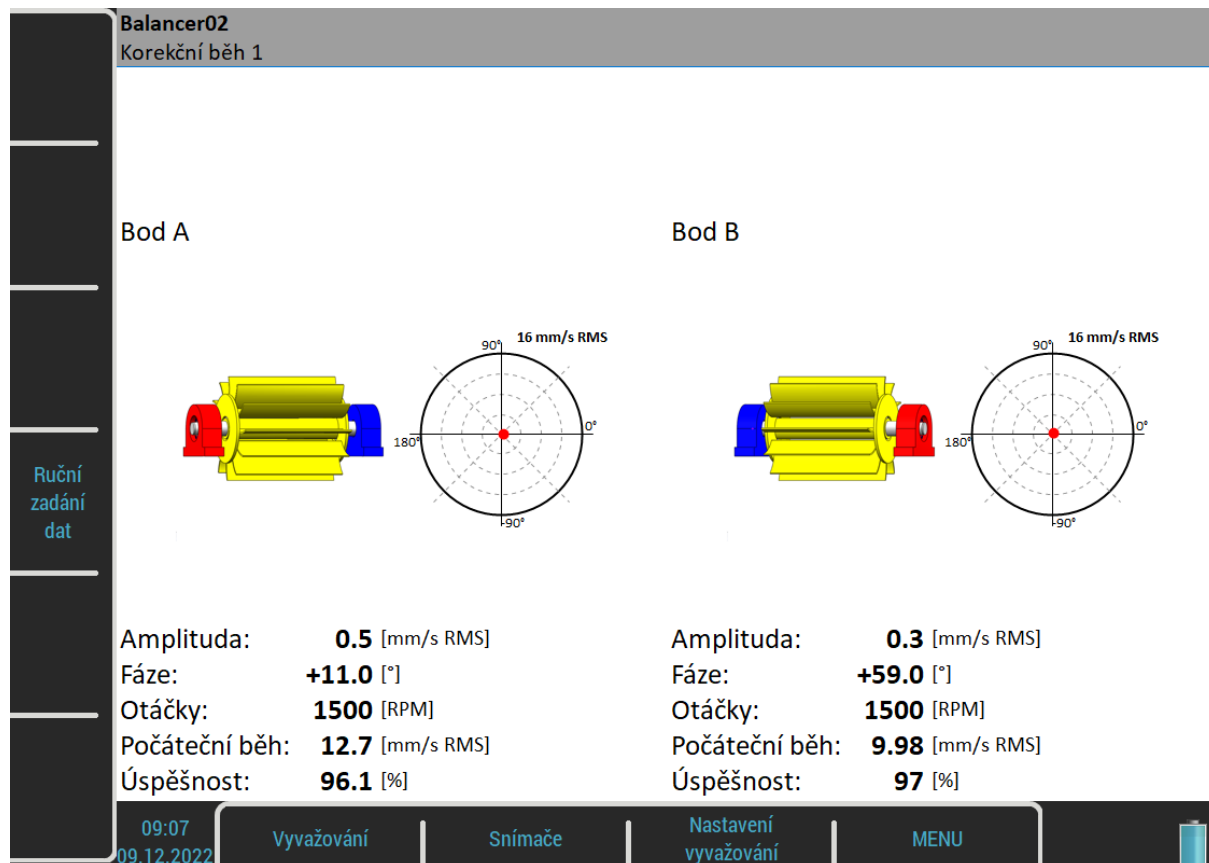 Balancer02
Korekční běh 1
Bod A
Bod B
16 mm/s RMS
90°
0°
180°
-90°
16 mm/s RMS
90°
0°
180°
-90°
Ruční
zadání
dat
Amplituda: 0.5 [mm/s RMS]
Fáze: +11.0 [°]
Otáčky: 1500 [RPM]
Počáteční běh: 12.7 [mm/s RMS]
Úspěšnost: 96.1 [%]
Amplituda: 0.3 [mm/s RMS]
Fáze: +59.0 [°]
Otáčky: 1500 [RPM]
Počáteční běh: 9.98 [mm/s RMS]
Úspěšnost: 97 [%]
09:07
09.12.2022
Vyvažování
Snímače
Nastavení
vyvažování
MENU